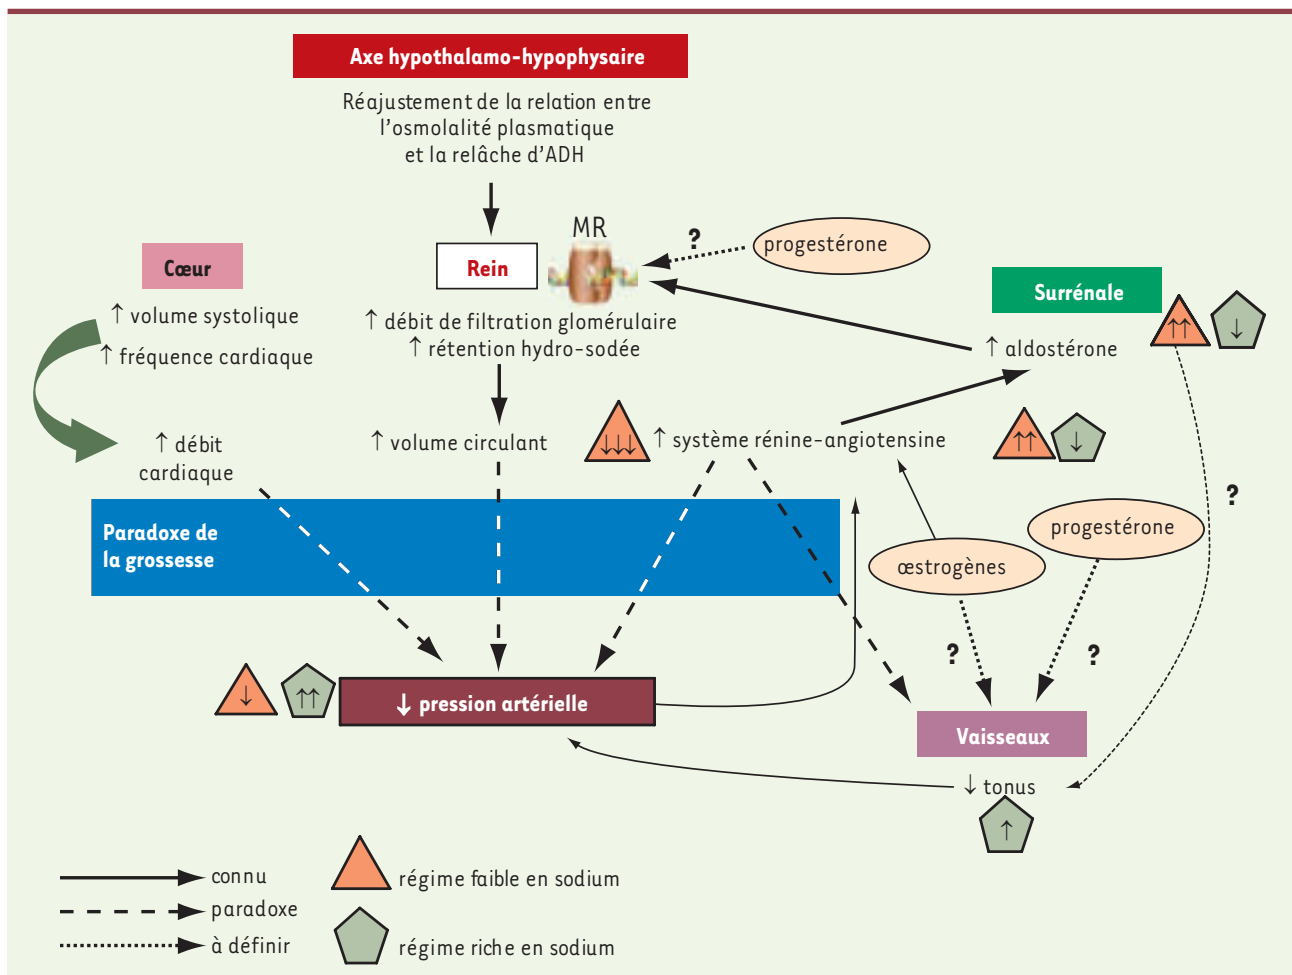 Axe hypothalamo-hypophysaire
Réajustement de la relation entre
l'osmolalité plasmatique
et la relâche d'ADH
MR
?
progestérone
Cœur
Rein
Surrénale
↑ volume systolique
↑ fréquence cardiaque
↑ débit de filtration glomérulaire
↑ rétention hydro-sodée
↑ aldostérone
↑↑
↓
↑ débit
cardiaque
↑ volume circulant
↓↓↓
↑ système rénine-angiotensine
↑↑
↓
?
Paradoxe de
la grossesse
progestérone
œstrogènes
?
?
↓
↑↑
↓ pression artérielle
Vaisseaux
↓ tonus
↑
connu
régime faible en sodium
paradoxe
à définir
régime riche en sodium